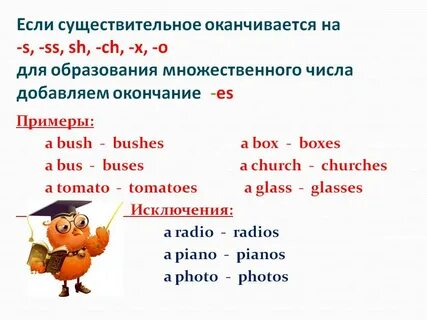 Если существительное оканчивается на
-s, -ss, sh, -ch, -x, -o
для образования множественного числа
добавляем окончание -es
Примеры:
a bush - bushes a box - boxes
a bus - buses a church - churches
a tomato - tomatoes a glass - glasses
Исключения:
a radio - radios
a piano - pianos
a photo - photos